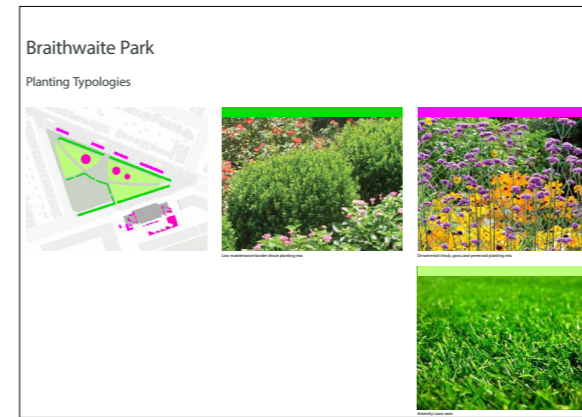 Braithwaite Park
Planting Typologies
Low maintenance border shrub planting mix
Ornamental shrub, grass and perennial planting mix
Amenity Lawn area